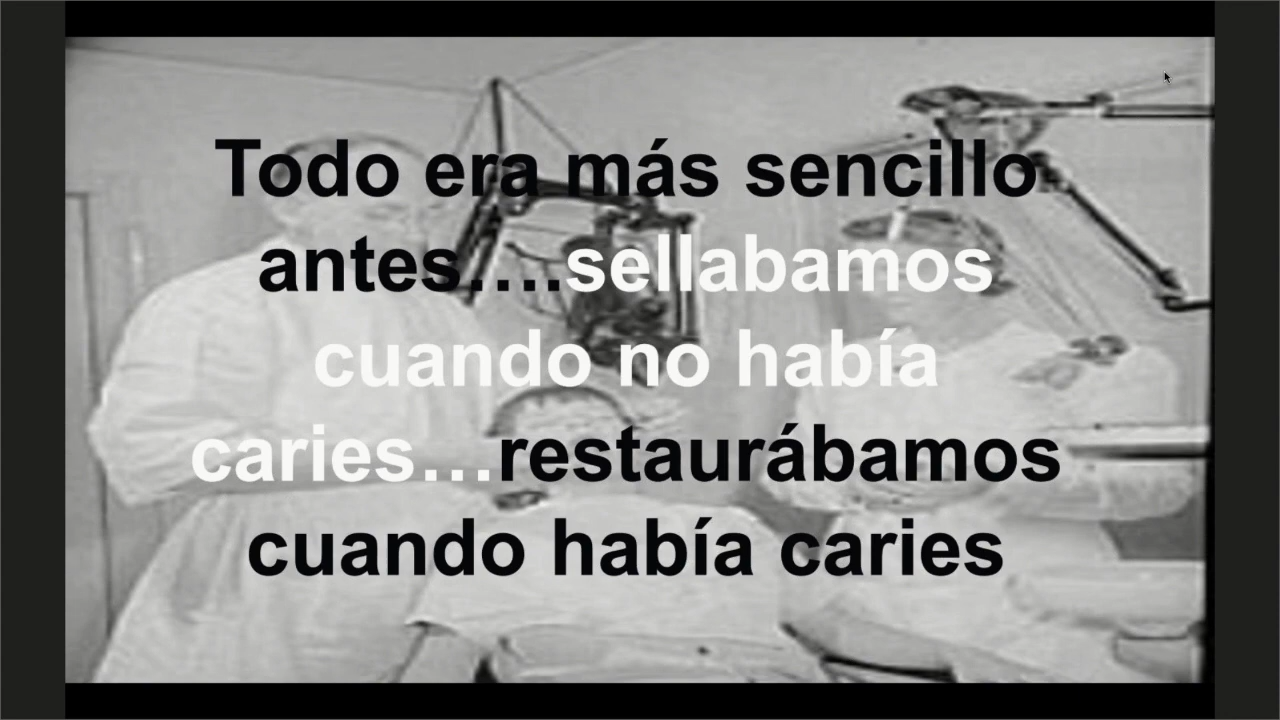 Todo era más sencillo
antes….sellabamos
cuando no había
caries…restaurábamos
cuando había caries